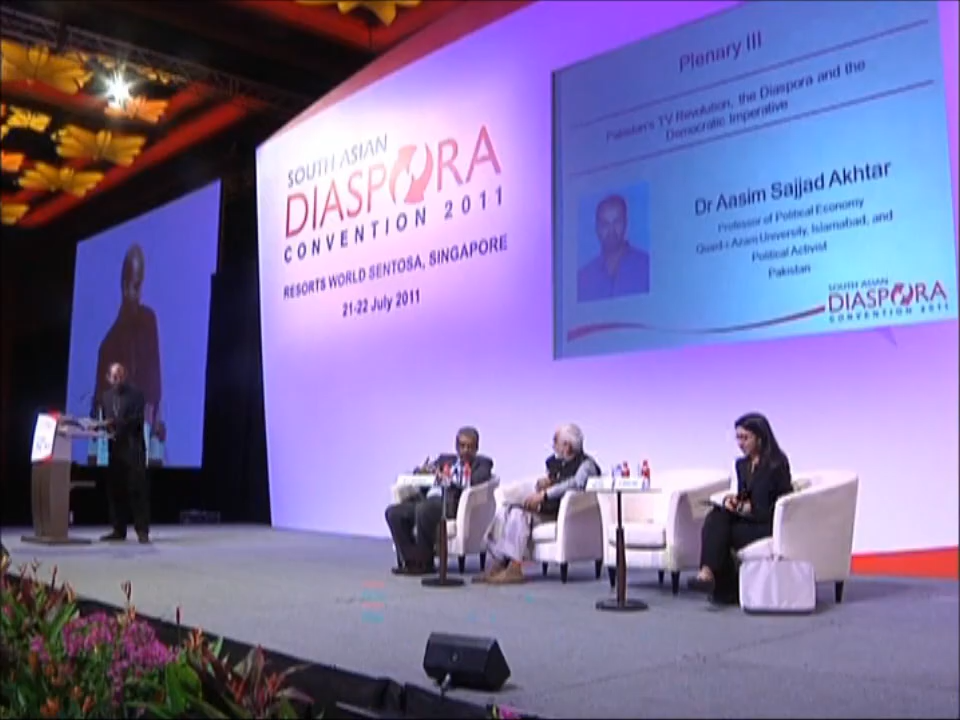 SOUTH ASIAN
DIASPORA
CONVENTION 2011
RESORTS WORLD SENTOSA, SINGAPORE
21-22 July 2011
Plenary III
Pakistan's TV Revolution, the Diaspora and the
Democratic Imperative
Dr Aasim Sajjad Akhtar
Professor of Political Economy
Quaid-i-Azam University, Islamabad, and
Political Activist
Pakistan
SOUTH ASIAN
DIASPORA
CONVENTION 2011